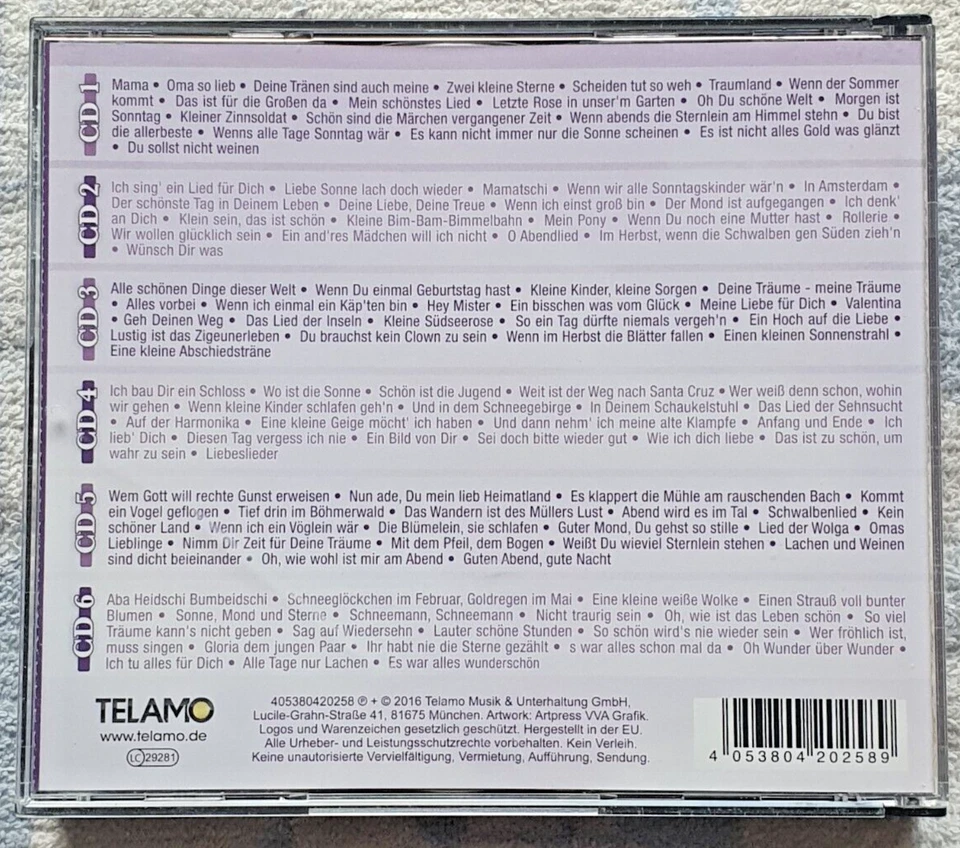 CD 1
Mama • Oma so lieb • Deine Tränen sind auch meine • Zwei kleine Sterne • Scheiden tut so weh • Traumland • Wenn der Sommer
kommt • Das ist für die Großen da • Mein schönstes Lied • Letzte Rose in unser'm Garten • Oh Du schöne Welt • Morgen ist
Sonntag • Kleiner Zinnsoldat • Schön sind die Märchen vergangener Zeit • Wenn abends die Sternlein am Himmel stehn • Du bist
die allerbeste • Wenns alle Tage Sonntag wär • Es kann nicht immer nur die Sonne scheinen • Es ist nicht alles Gold was glänzt
• Du sollst nicht weinen
CD 2
Ich sing' ein Lied für Dich • Liebe Sonne lach doch wieder • Mamatschi • Wenn wir alle Sonntagskinder wär'n • In Amsterdam •
Der schönste Tag in Deinem Leben • Deine Liebe, Deine Treue • Wenn ich einst groß bin • Der Mond ist aufgegangen • Ich denk'
an Dich • Klein sein, das ist schön • Kleine Bim-Bam-Bimmelbahn • Mein Pony • Wenn Du noch eine Mutter hast • Rollerie •
Wir wollen glücklich sein • Ein and'res Mädchen will ich nicht • O Abendlied • Im Herbst, wenn die Schwalben gen Süden zieh'n
• Wünsch Dir was
CD 3
Alle schönen Dinge dieser Welt • Wenn Du einmal Geburtstag hast • Kleine Kinder, kleine Sorgen • Deine Träume - meine Träume
• Alles vorbei • Wenn ich einmal ein Käp'ten bin • Hey Mister • Ein bisschen was vom Glück • Meine Liebe für Dich • Valentina
• Geh Deinen Weg • Das Lied der Inseln • Kleine Südseerose • So ein Tag dürfte niemals vergeh'n • Ein Hoch auf die Liebe •
Lustig ist das Zigeunerleben • Du brauchst kein Clown zu sein • Wenn im Herbst die Blätter fallen • Einen kleinen Sonnenstrahl •
Eine kleine Abschiedsträne
CD 4
Ich bau Dir ein Schloss • Wo ist die Sonne • Schön ist die Jugend • Weit ist der Weg nach Santa Cruz • Wer weiß denn schon, wohin
wir gehen • Wenn kleine Kinder schlafen geh'n • Und in dem Schneegebirge • In Deinem Schaukelstuhl • Das Lied der Sehnsucht
• Auf der Harmonika • Eine kleine Geige möcht' ich haben • Und dann nehm' ich meine alte Klampfe • Anfang und Ende • Ich
lieb' Dich • Diesen Tag vergess ich nie • Ein Bild von Dir • Sei doch bitte wieder gut • Wie ich dich liebe • Das ist zu schön, um
wahr zu sein • Liebeslieder
CD 5
Wem Gott will rechte Gunst erweisen • Nun ade, Du mein lieb Heimatland • Es klappert die Mühle am rauschenden Bach • Kommt
ein Vogel geflogen • Tief drin im Böhmerwald • Das Wandern ist des Müllers Lust • Abend wird es im Tal • Schwalbenlied • Kein
schöner Land • Wenn ich ein Vöglein wär • Die Blümelein, sie schlafen • Guter Mond, Du gehst so stille • Lied der Wolga • Omas
Lieblinge • Nimm Dir Zeit für Deine Träume • Mit dem Pfeil, dem Bogen • Weißt Du wieviel Sternlein stehen • Lachen und Weinen
sind dicht beieinander • Oh, wie wohl ist mir am Abend • Guten Abend, gute Nacht
CD 6
Aba Heidschi Bumbeidschi • Schneeglöckchen im Februar, Goldregen im Mai • Eine kleine weiße Wolke • Einen Strauß voll bunter
Blumen • Sonne, Mond und Sterne • Schneemann, Schneemann • Nicht traurig sein • Oh, wie ist das Leben schön • So viel
Träume kann's nicht geben • Sag auf Wiedersehn • Lauter schöne Stunden • So schön wird's nie wieder sein • Wer fröhlich ist,
muss singen • Gloria dem jungen Paar • Ihr habt nie die Sterne gezählt • s war alles schon mal da • Oh Wunder über Wunder •
Ich tu alles für Dich • Alle Tage nur Lachen • Es war alles wunderschön
TELAMO
www.telamo.de
LC 29281
405380420258 ℗ + © 2016 Telamo Musik & Unterhaltung GmbH,
Lucile-Grahn-Straße 41, 81675 München. Artwork: Artpress VVA Grafik.
Logos und Warenzeichen gesetzlich geschützt. Hergestellt in der EU.
Alle Urheber- und Leistungsschutzrechte vorbehalten. Kein Verleih.
Keine unautorisierte Vervielfältigung, Vermietung, Aufführung, Sendung.
4 053804 202589